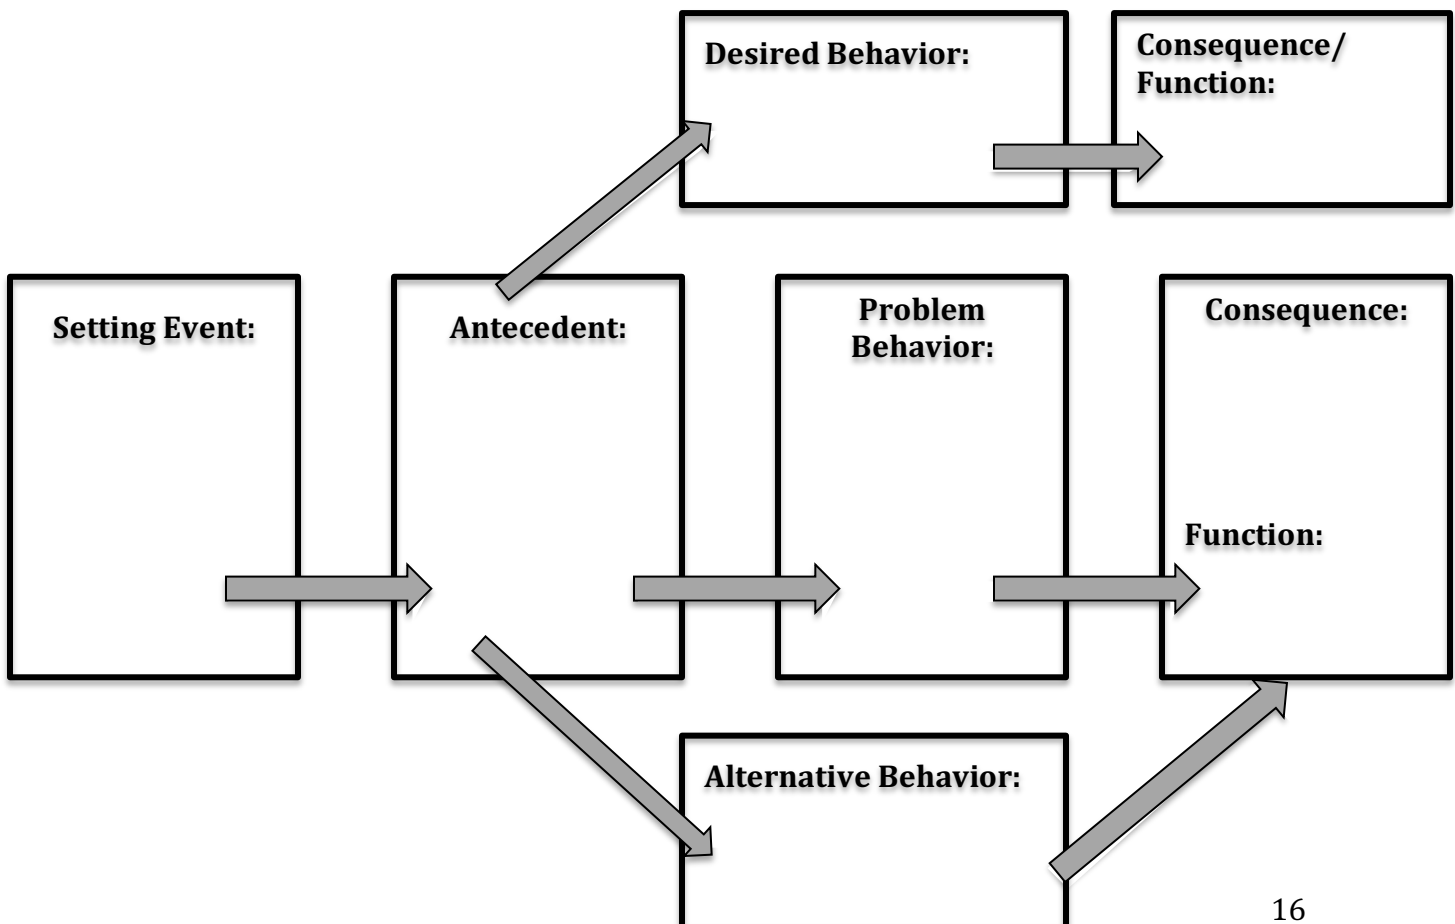 Desired Behavior:
Consequence/
Function:
Setting Event:
Antecedent:
Problem
Behavior:
Consequence:
Function:
Alternative Behavior:
16